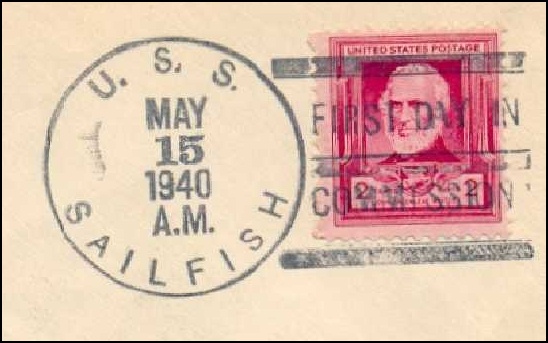 U. S. S.
MAY
15
1940
A.M.
SAILFISH
UNITED STATES POSTAGE
FIRST DAY IN
2 2
COMMISSION